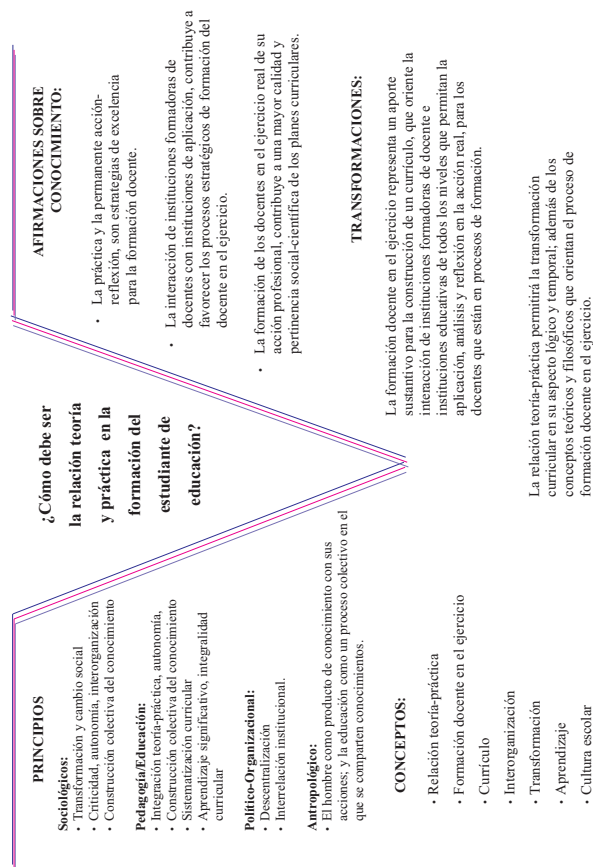 PRINCIPIOS
Sociológicos:
• Transformación y cambio social
• Criticidad, autonomía, interorganización
• Construcción colectiva del conocimiento
Pedagogía/Educación:
• Integración teoría-práctica, autonomía,
• Construcción colectiva del conocimiento
• Sistematización curricular
• Aprendizaje significativo, integralidad
curricular
Político-Organizacional:
• Descentralización
• Interrelación institucional.
Antropológico:
• El hombre como producto de conocimiento con sus
acciones; y la educación como un proceso colectivo en el
que se comparten conocimientos.
CONCEPTOS:
• Relación teoría-práctica
• Formación docente en el ejercicio
• Currículo
• Interorganización
• Transformación
• Aprendizaje
• Cultura escolar
¿Cómo debe ser
la relación teoría
y práctica en la
formación del
estudiante de
educación?
AFIRMACIONES SOBRE
CONOCIMIENTO:
• La práctica y la permanente acción-
reflexión, son estrategias de excelencia
para la formación docente.
• La interacción de instituciones formadoras de
docentes con instituciones de aplicación, contribuye a
favorecer los procesos estratégicos de formación del
docente en el ejercicio.
• La formación de los docentes en el ejercicio real de su
acción profesional, contribuye a una mayor calidad y
pertinencia social-científica de los planes curriculares.
TRANSFORMACIONES:
La formación docente en el ejercicio representa un aporte
sustantivo para la construcción de un currículo, que oriente la
interacción de instituciones formadoras de docente e
instituciones educativas de todos los niveles que permitan la
aplicación, análisis y reflexión en la acción real, para los
docentes que están en procesos de formación.
La relación teoría-práctica permitirá la transformación
curricular en su aspecto lógico y temporal; además de los
conceptos teóricos y filosóficos que orientan el proceso de
formación docente en el ejercicio.